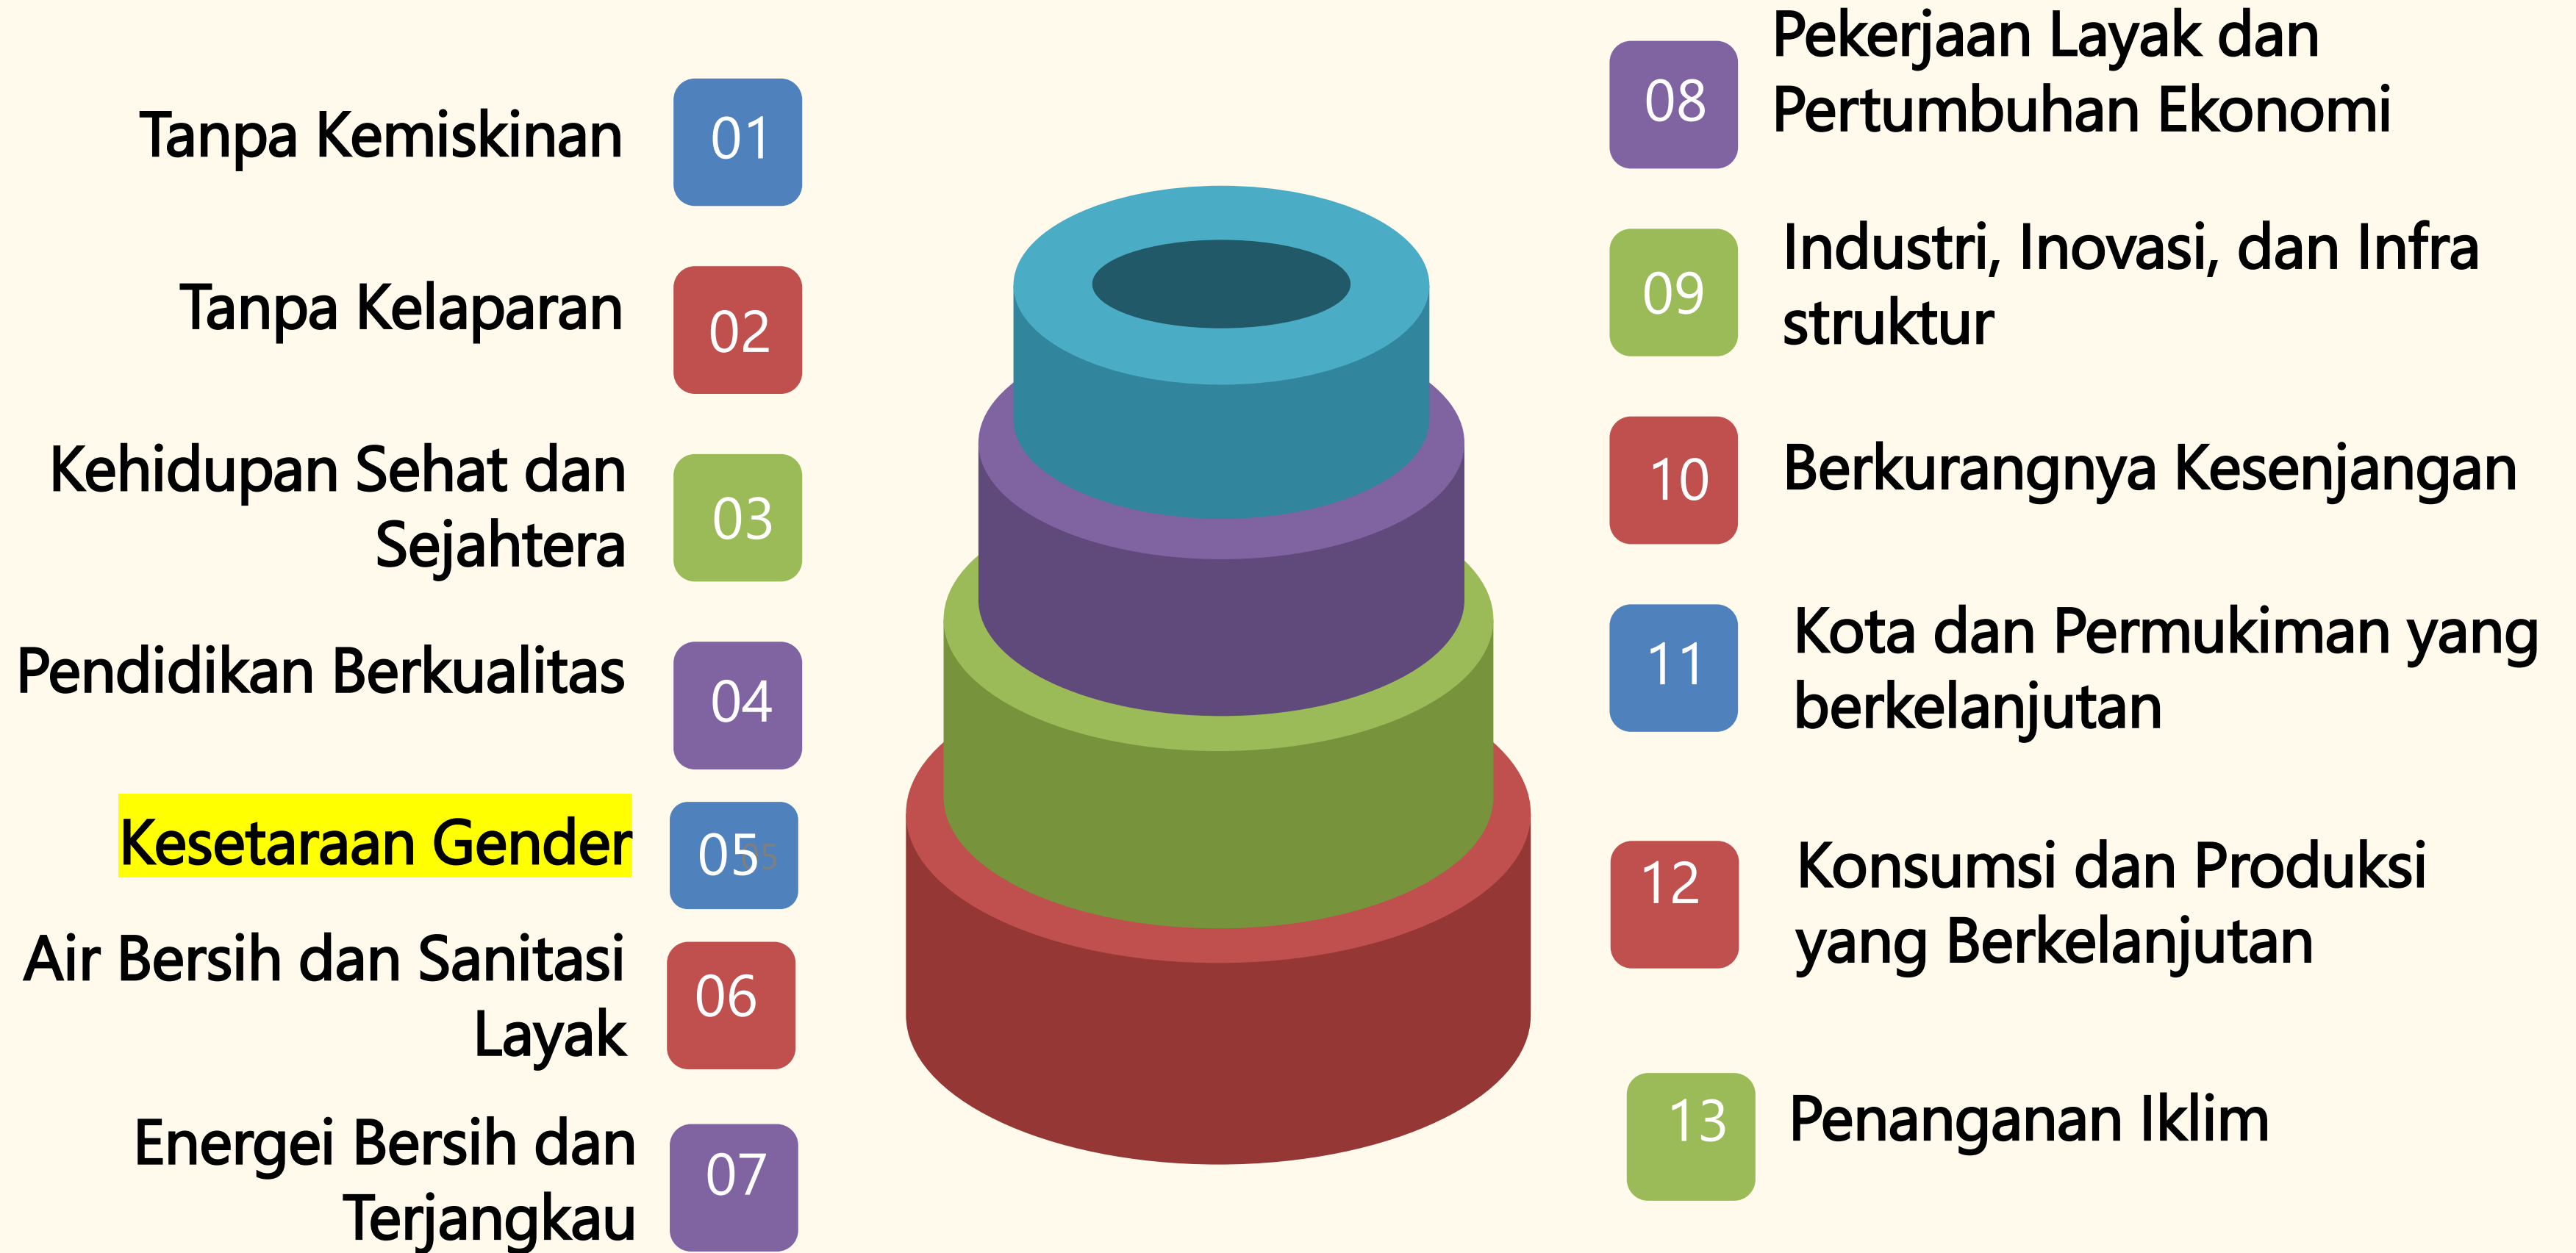 01
Tanpa Kemiskinan
02
Tanpa Kelaparan
03
Kehidupan Sehat dan
Sejahtera
04
Pendidikan Berkualitas
05
05
Kesetaraan Gender
06
Air Bersih dan Sanitasi
Layak
07
Energei Bersih dan
Terjangkau
08
Pekerjaan Layak dan
Pertumbuhan Ekonomi
09
Industri, Inovasi, dan Infra
struktur
10
Berkurangnya Kesenjangan
11
Kota dan Permukiman yang
berkelanjutan
12
Konsumsi dan Produksi
yang Berkelanjutan
13
Penanganan Iklim